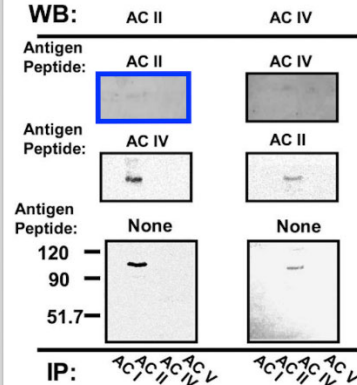 WB: AC II AC IV
Antigen
Peptide: AC II AC IV
Antigen
Peptide: AC IV AC II
Antigen
Peptide: None None
120
90
51.7
IP: AC I AC II AC IV AC V AC I AC II AC IV AC V